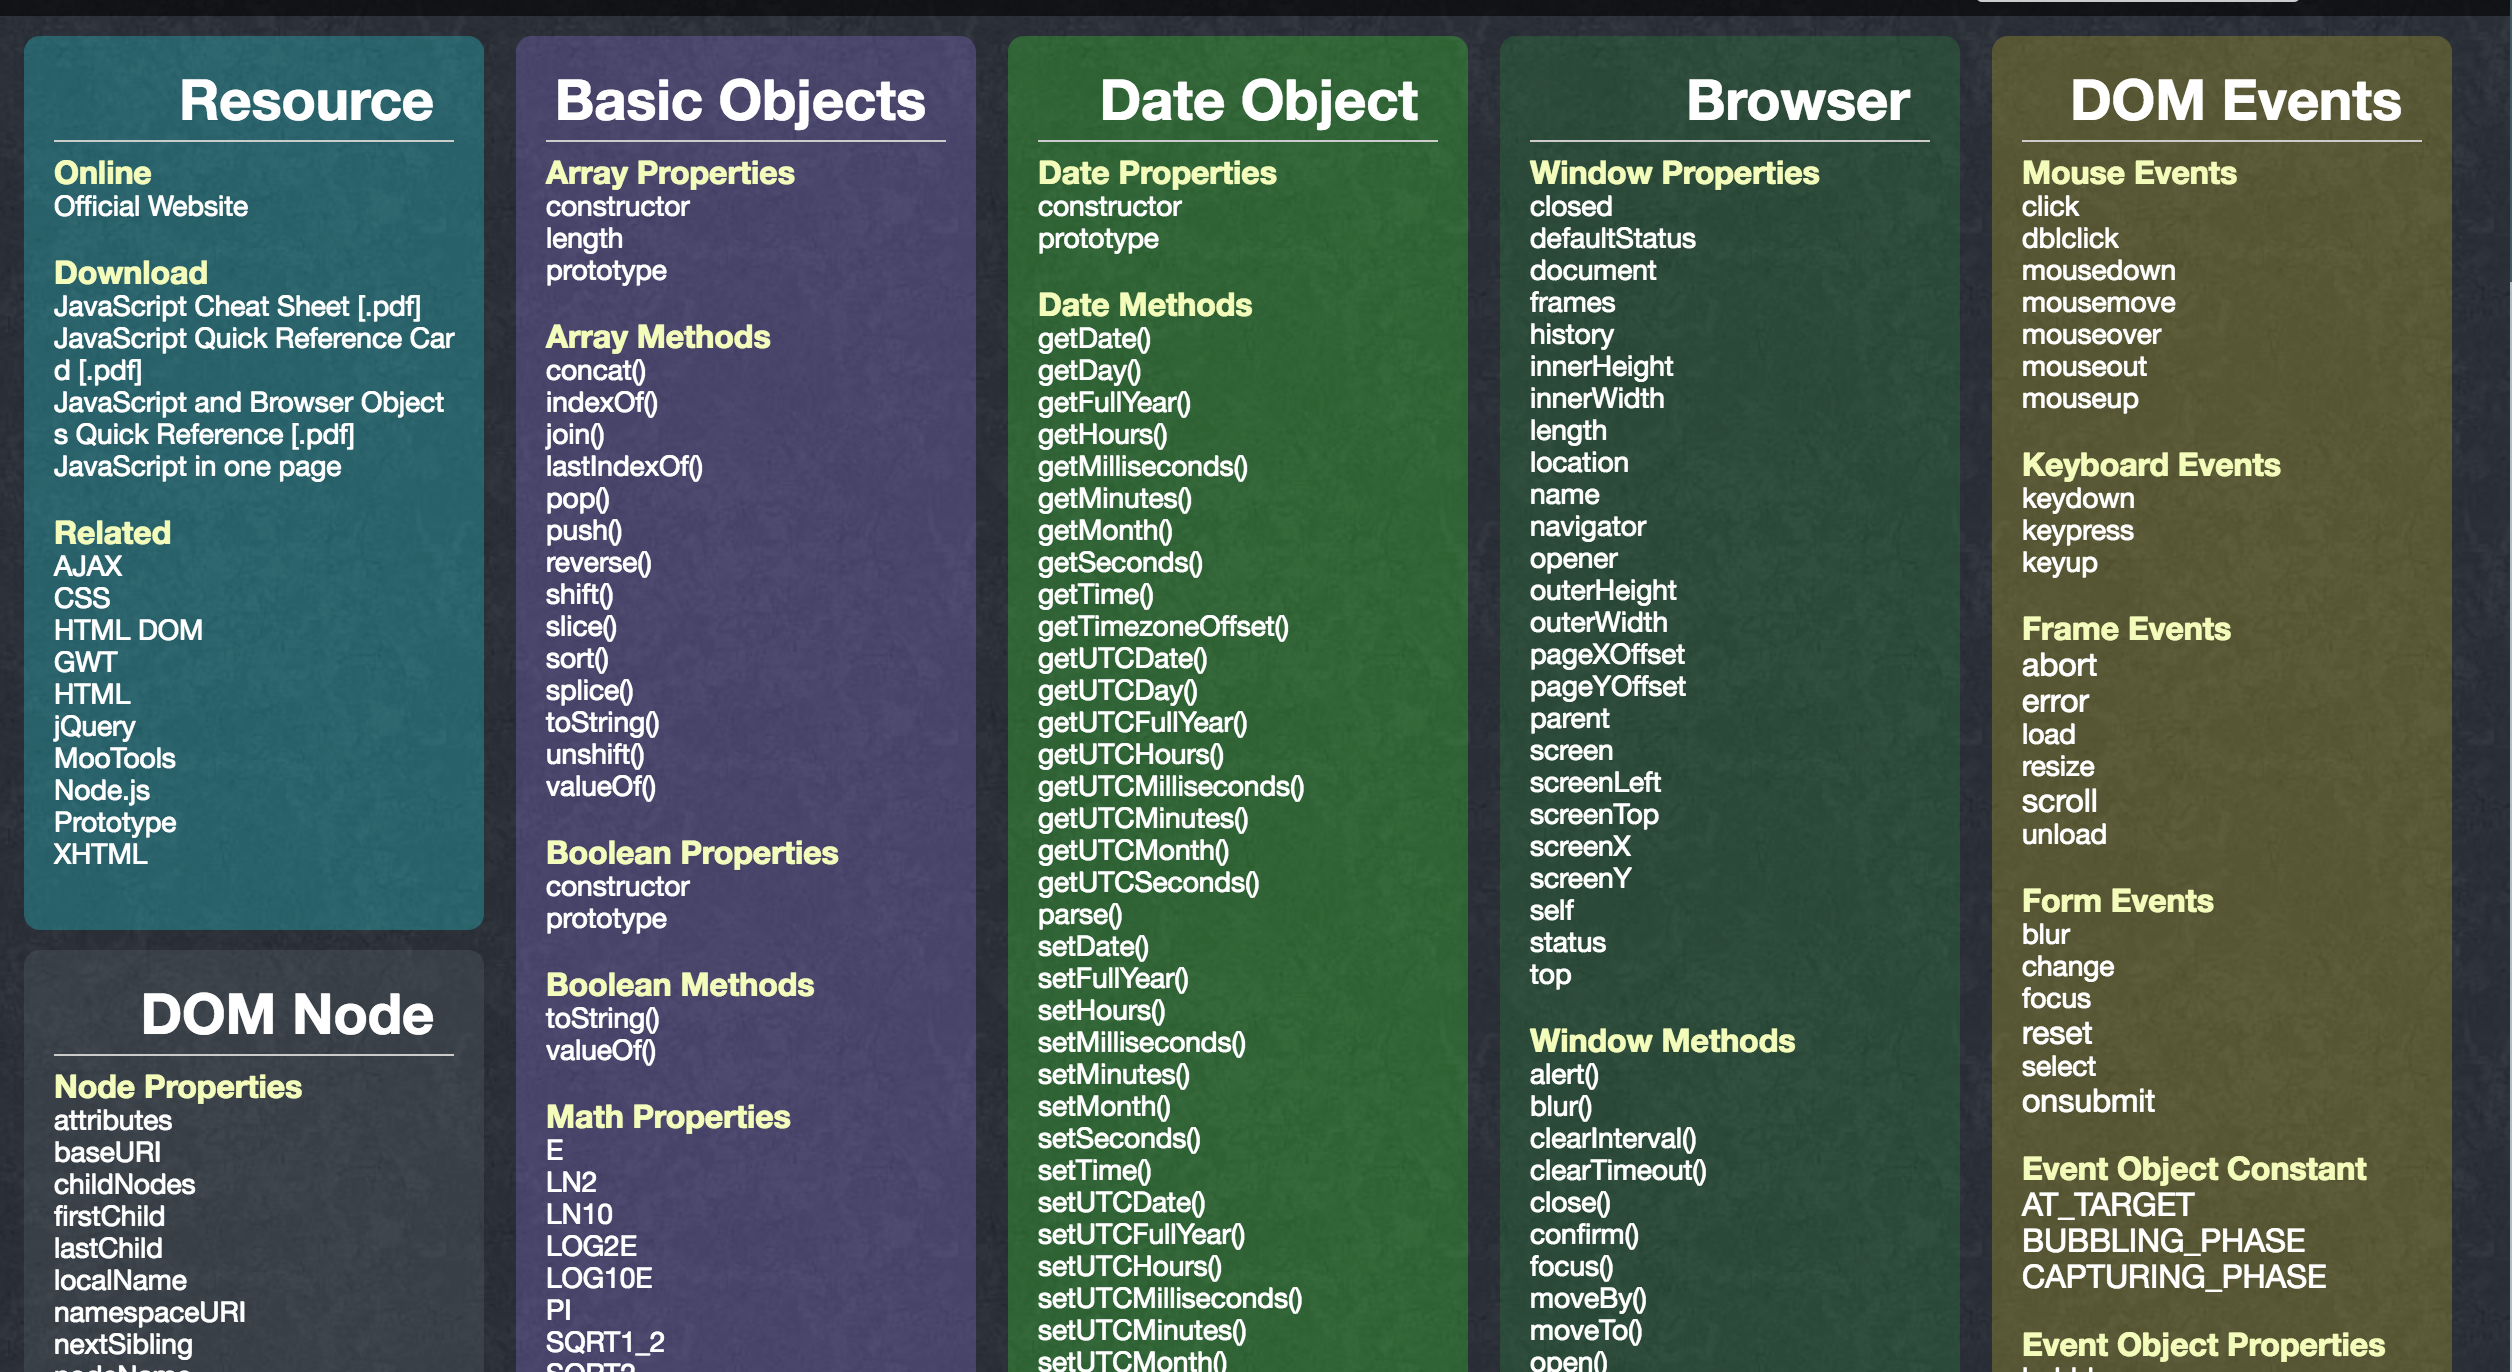 Resource
Online
Official Website
Download
JavaScript Cheat Sheet [.pdf]
JavaScript Quick Reference Car
d [.pdf]
JavaScript and Browser Object
s Quick Reference [.pdf]
JavaScript in one page
Related
AJAX
CSS
HTML DOM
GWT
HTML
jQuery
MooTools
Node.js
Prototype
XHTML
DOM Node
Node Properties
attributes
baseURI
childNodes
firstChild
lastChild
localName
namespaceURI
nextSibling
Basic Objects
Array Properties
constructor
length
prototype
Array Methods
concat()
indexOf()
join()
lastIndexOf()
pop()
push()
reverse()
shift()
slice()
sort()
splice()
toString()
unshift()
valueOf()
Boolean Properties
constructor
prototype
Boolean Methods
toString()
valueOf()
Math Properties
E
LN2
LN10
LOG2E
LOG10E
PI
SQRT1_2
Date Object
Date Properties
constructor
prototype
Date Methods
getDate()
getDay()
getFullYear()
getHours()
getMilliseconds()
getMinutes()
getMonth()
getSeconds()
getTime()
getTimezoneOffset()
getUTCDate()
getUTCDay()
getUTCFullYear()
getUTCHours()
getUTCMilliseconds()
getUTCMinutes()
getUTCMonth()
getUTCSeconds()
parse()
setDate()
setFullYear()
setHours()
setMilliseconds()
setMinutes()
setMonth()
setSeconds()
setTime()
setUTCDate()
setUTCFullYear()
setUTCHours()
setUTCMilliseconds()
setUTCMinutes()
setUTCMonth()
Browser
Window Properties
closed
defaultStatus
document
frames
history
innerHeight
innerWidth
length
location
name
navigator
opener
outerHeight
outerWidth
pageXOffset
pageYOffset
parent
screen
screenLeft
screenTop
screenX
screenY
self
status
top
Window Methods
alert()
blur()
clearInterval()
clearTimeout()
close()
confirm()
focus()
moveBy()
moveTo()
open()
DOM Events
Mouse Events
click
dblclick
mousedown
mousemove
mouseover
mouseout
mouseup
Keyboard Events
keydown
keypress
keyup
Frame Events
abort
error
load
resize
scroll
unload
Form Events
blur
change
focus
reset
select
onsubmit
Event Object Constant
AT_TARGET
BUBBLING_PHASE
CAPTURING_PHASE
Event Object Properties